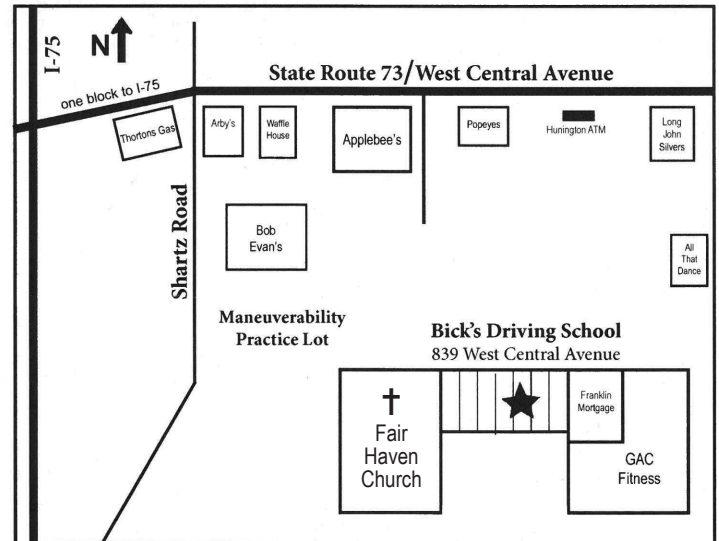 I-75
N
State Route 73/West Central Avenue
one block to I-75
Thortons Gas
Arby's
Waffle
House
Applebee's
Popeyes
Hunington ATM
Long
John
Silvers
Shartz Road
Bob
Evan's
All
That
Dance
Maneuverability
Practice Lot
Bick's Driving School
839 West Central Avenue
Fair
Haven
Church
Franklin
Mortgage
GAC
Fitness